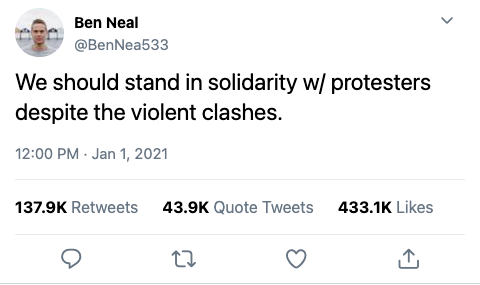 Ben Neal
@BenNea533
We should stand in solidarity w/ protesters
despite the violent clashes.
12:00 PM · Jan 1, 2021
137.9K Retweets 43.9K Quote Tweets 433.1K Likes